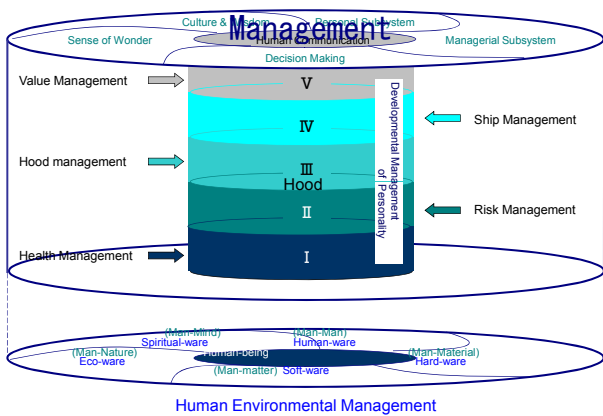 Management
Culture & Wisdom
Personal Subsystem
Sense of Wonder
Human Communication
Managerial Subsystem
Decision Making
Value Management
Ⅴ
Ship Management
Ⅳ
Hood management
Ⅲ
Hood
Developmental Management
of Personality
Risk Management
Ⅱ
Health Management
Ⅰ
(Man-Mind)
(Man-Man)
Spiritual-ware
Human-ware
(Man-Nature)
Human-being
(Man-Material)
Eco-ware
Hard-ware
(Man-matter)
Soft-ware
Human Environmental Management